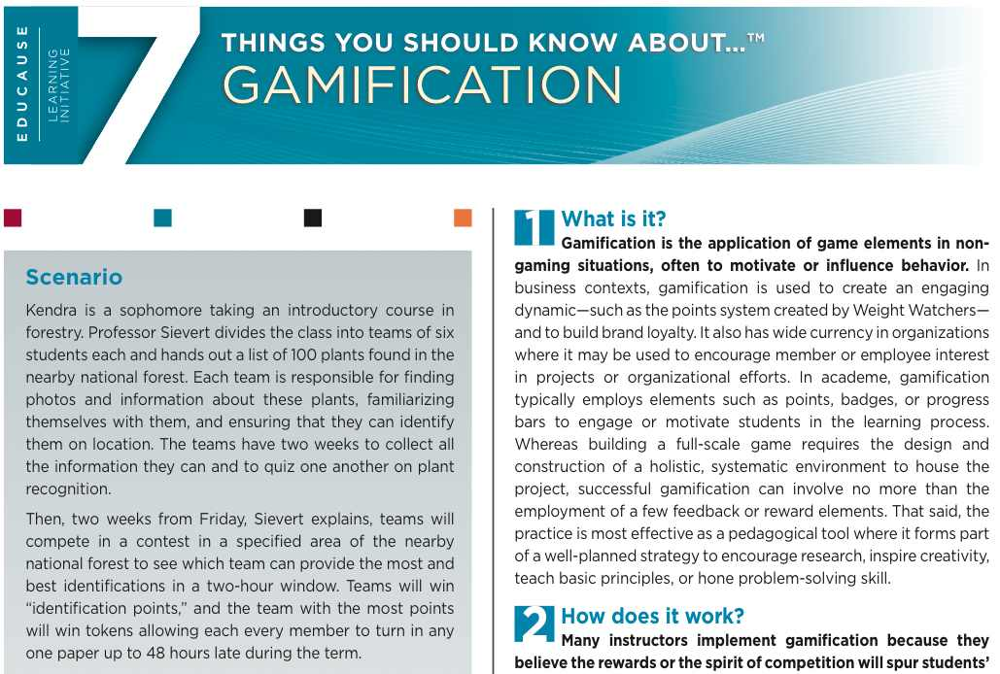 EDUCAUSE
LEARNING
INITIATIVE
7
THINGS YOU SHOULD KNOW ABOUT...™
GAMIFICATION
Scenario
Kendra is a sophomore taking an introductory course in
forestry. Professor Sievert divides the class into teams of six
students each and hands out a list of 100 plants found in the
nearby national forest. Each team is responsible for finding
photos and information about these plants, familiarizing
themselves with them, and ensuring that they can identify
them on location. The teams have two weeks to collect all
the information they can and to quiz one another on plant
recognition.
Then, two weeks from Friday, Sievert explains, teams will
compete in a contest in a specified area of the nearby
national forest to see which team can provide the most and
best identifications in a two-hour window. Teams will win
“identification points,” and the team with the most points
will win tokens allowing each every member to turn in any
one paper up to 48 hours late during the term.
1 What is it?
Gamification is the application of game elements in non-
gaming situations, often to motivate or influence behavior. In
business contexts, gamification is used to create an engaging
dynamic—such as the points system created by Weight Watchers—
and to build brand loyalty. It also has wide currency in organizations
where it may be used to encourage member or employee interest
in projects or organizational efforts. In academe, gamification
typically employs elements such as points, badges, or progress
bars to engage or motivate students in the learning process.
Whereas building a full-scale game requires the design and
construction of a holistic, systematic environment to house the
project, successful gamification can involve no more than the
employment of a few feedback or reward elements. That said, the
practice is most effective as a pedagogical tool where it forms part
of a well-planned strategy to encourage research, inspire creativity,
teach basic principles, or hone problem-solving skill.
2 How does it work?
Many instructors implement gamification because they
believe the rewards or the spirit of competition will spur students’